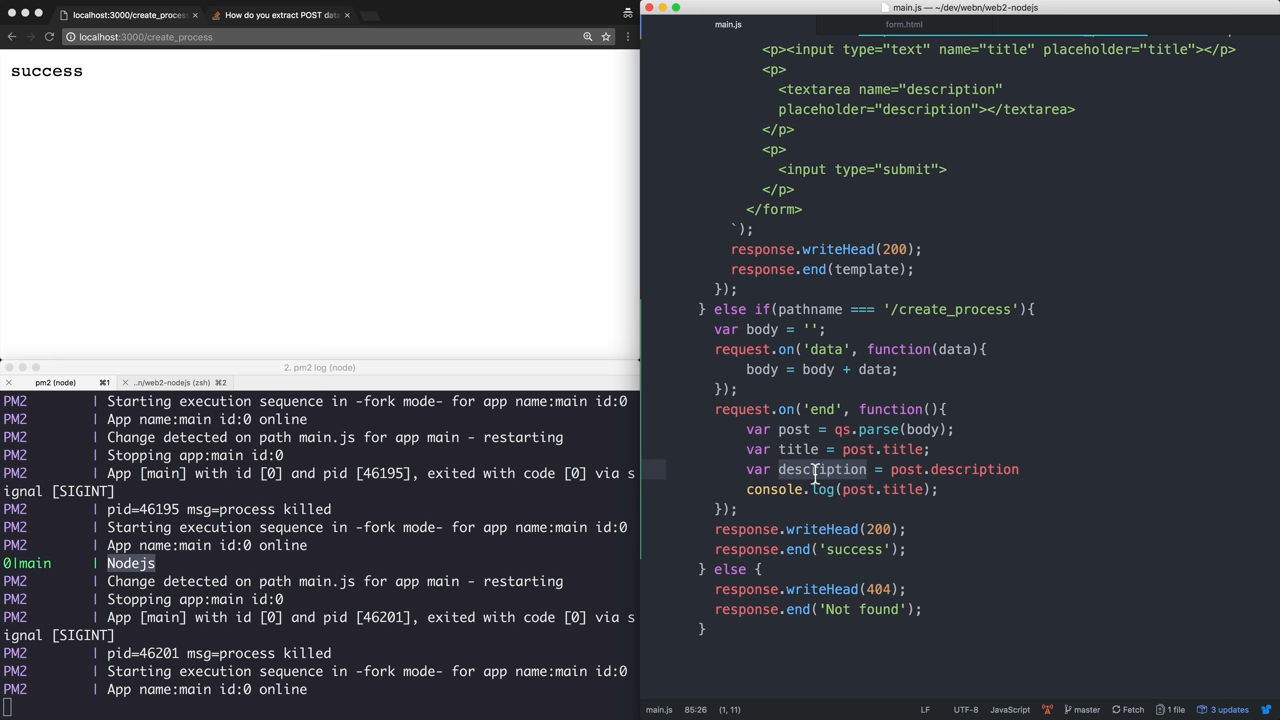 localhost:3000/create_process
How do you extract POST data
localhost:3000/create_process
success
2. pm2 log (node)
pm2 (node) ⌘1
..n/web2-nodejs (zsh) ⌘2
PM2 | Starting execution sequence in -fork mode- for app name:main id:0
PM2 | App name:main id:0 online
PM2 | Change detected on path main.js for app main - restarting
PM2 | Stopping app:main id:0
PM2 | App [main] with id [0] and pid [46195], exited with code [0] via s
ignal [SIGINT]
PM2 | pid=46195 msg=process killed
PM2 | Starting execution sequence in -fork mode- for app name:main id:0
PM2 | App name:main id:0 online
0|main | Nodejs
PM2 | Change detected on path main.js for app main - restarting
PM2 | Stopping app:main id:0
PM2 | App [main] with id [0] and pid [46201], exited with code [0] via s
ignal [SIGINT]
PM2 | pid=46201 msg=process killed
PM2 | Starting execution sequence in -fork mode- for app name:main id:0
PM2 | App name:main id:0 online
main.js — ~/dev/webn/web2-nodejs
main.js
form.html
<p><input type="text" name="title" placeholder="title"></p>
<p>
<textarea name="description"
placeholder="description"></textarea>
</p>
<p>
<input type="submit">
</p>
</form>
`);
response.writeHead(200);
response.end(template);
});
} else if(pathname === '/create_process'){
var body = '';
request.on('data', function(data){
body = body + data;
});
request.on('end', function(){
var post = qs.parse(body);
var title = post.title;
var description = post.description
console.log(post.title);
});
response.writeHead(200);
response.end('success');
} else {
response.writeHead(404);
response.end('Not found');
}
main.js 85:26 (1, 11) LF UTF-8 JavaScript master Fetch 1 file 3 updates